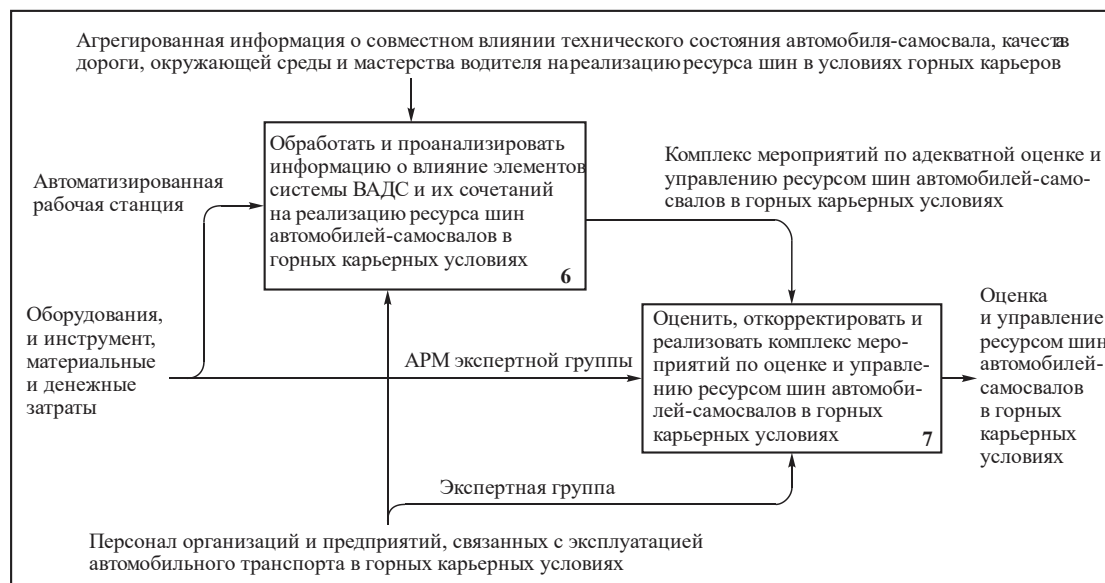 Агрегированная информация о совместном влиянии технического состояния автомобиля-самосвала, качества
дороги, окружающей среды и мастерства водителя на реализацию ресурса шин в условиях горных карьеров
Обработать и проанализировать
информацию о влияние элементов
системы ВАДС и их сочетаний
на реализацию ресурса шин
автомобилей-самосвалов в
горных карьерных условиях
6
Автоматизированная
рабочая станция
Комплекс мероприятий по адекватной оценке и
управлению ресурсом шин автомобилей-само-
свалов в горных карьерных условиях
Оборудования,
и инструмент,
материальные
и денежные
затраты
АРМ экспертной группы
Оценить, откорректировать и
реализовать комплекс меро-
приятий по оценке и управле-
нию ресурсом шин автомоби-
лей-самосвалов в горных
карьерных условиях
7
Оценка
и управление
ресурсом шин
автомобилей-
самосвалов
в горных
карьерных
условиях
Экспертная группа
Персонал организаций и предприятий, связанных с эксплуатацией
автомобильного транспорта в горных карьерных условиях